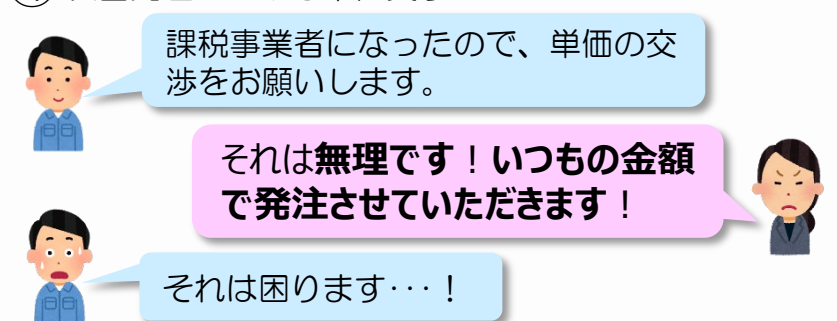 課税事業者になったので、単価の交
渉をお願いします。
それは無理です！いつもの金額
で発注させていただきます！
それは困ります･･･！